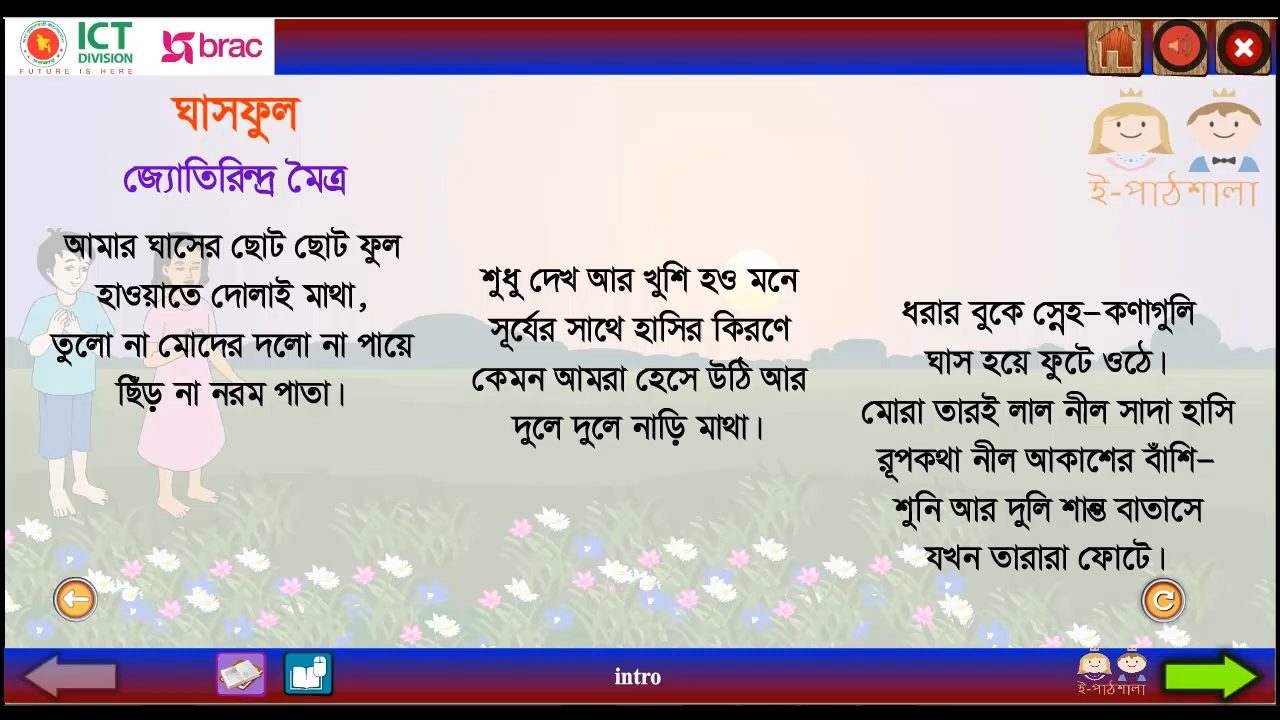 ICT
DIVISION
FUTURE IS HERE
brac
ঘাসফুল
জ্যোতিরিন্দ্র মৈত্র
আমার ঘাসের ছোট ছোট ফুল
হাওয়াতে দোলাই মাথা,
তুলো না মোদের দলো না পায়ে
ছিঁড় না নরম পাতা।
শুধু দেখ আর খুশি হও মনে
সূর্যের সাথে হাসির কিরণে
কেমন আমরা হেসে উঠি আর
দুলে দুলে নাড়ি মাথা।
ধরার বুকে স্নেহ-কণাগুলি
ঘাস হয়ে ফুটে ওঠে।
মোরা তারই লাল নীল সাদা হাসি
রূপকথা নীল আকাশের বাঁশি-
শুনি আর দুলি শান্ত বাতাসে
যখন তারারা ফোটে।
ই-পাঠশালা
intro
ই-পাঠশালা